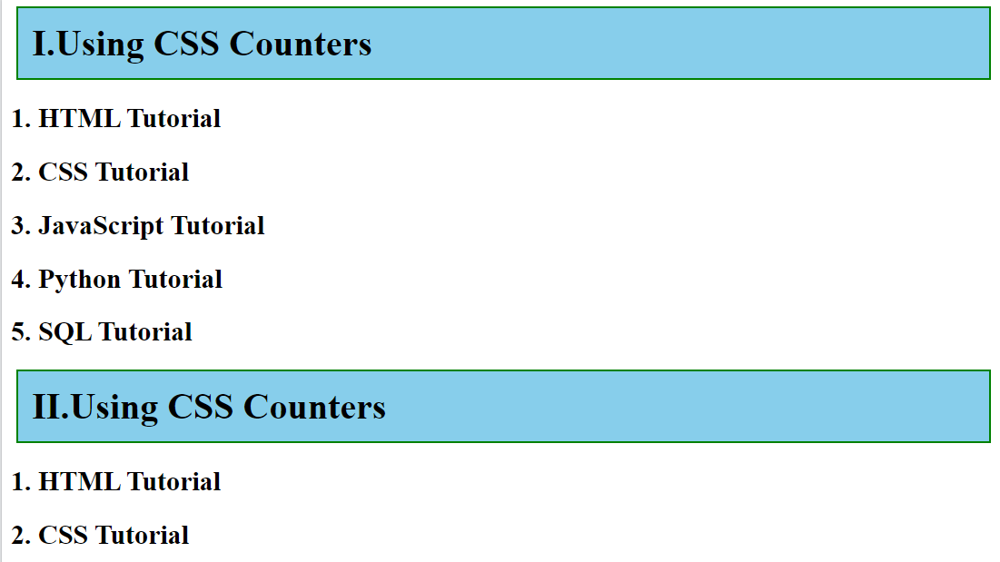 I.Using CSS Counters
1. HTML Tutorial
2. CSS Tutorial
3. JavaScript Tutorial
4. Python Tutorial
5. SQL Tutorial
II.Using CSS Counters
1. HTML Tutorial
2. CSS Tutorial